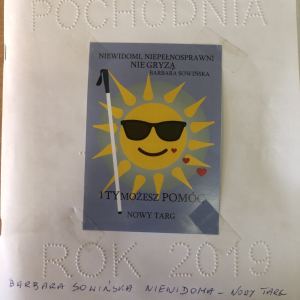 POCHODNIA
NIEWIDOMI, NIEPEŁNOSPRAWNI
NIE GRYZĄ
BARBARA SOWIŃSKA
I TY MOŻESZ POMÓC
NOWY TARG
ROK 2019
BARBARA SOWIŃSKA NIEWIDOMA - NOWY TARG